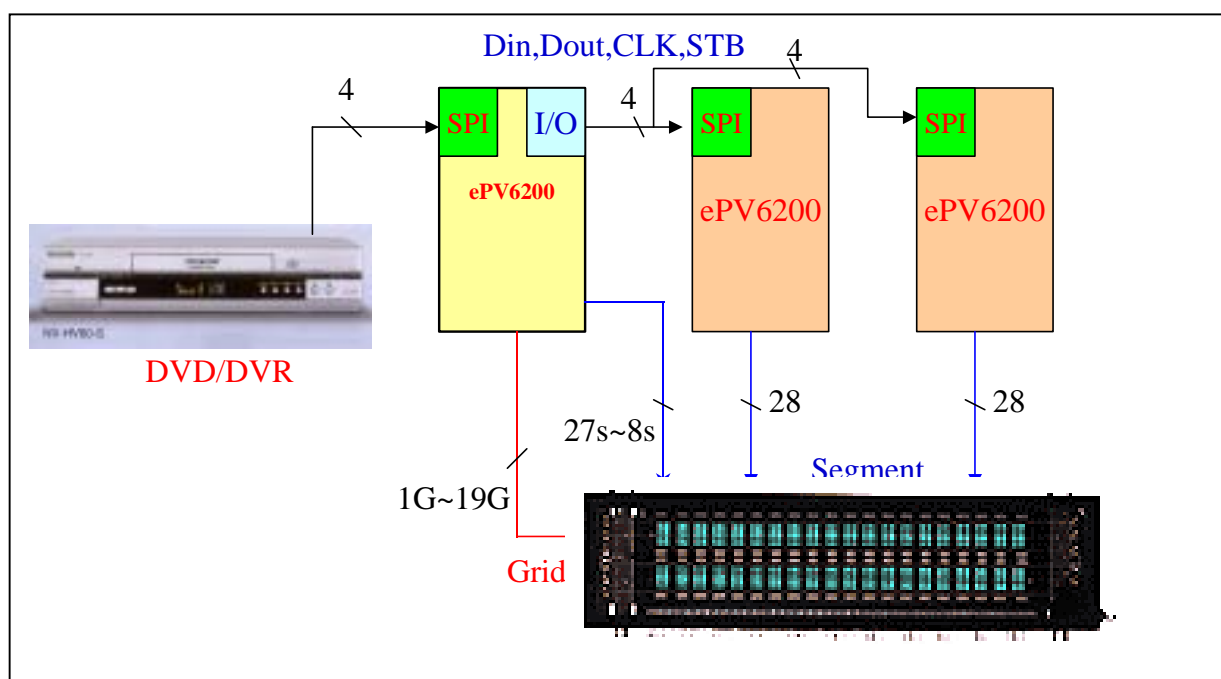 Din,Dout,CLK,STB
4
4
4
SPI
I/O
SPI
SPI
ePV6200
ePV6200
ePV6200
DVD/DVR
28
28
27s~8s
Segment
1G~19G
Grid